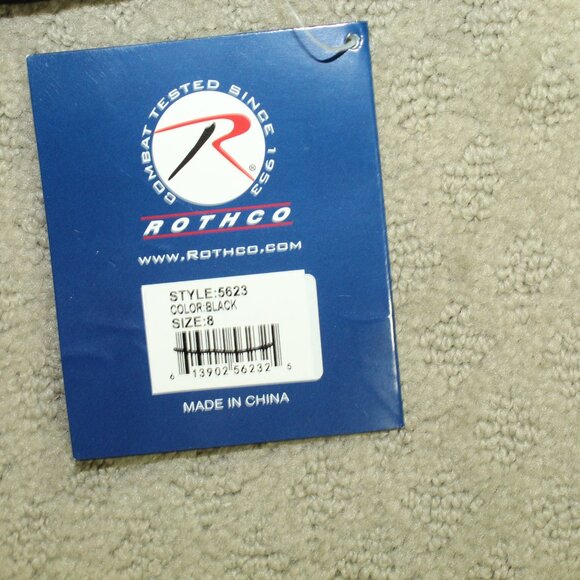 COMBAT TESTED SINCE 1953
R®
ROTHCO
WWW.ROTHCO.COM
STYLE:5623
COLOR:BLACK
SIZE:8
6 13902 56232 5
MADE IN CHINA